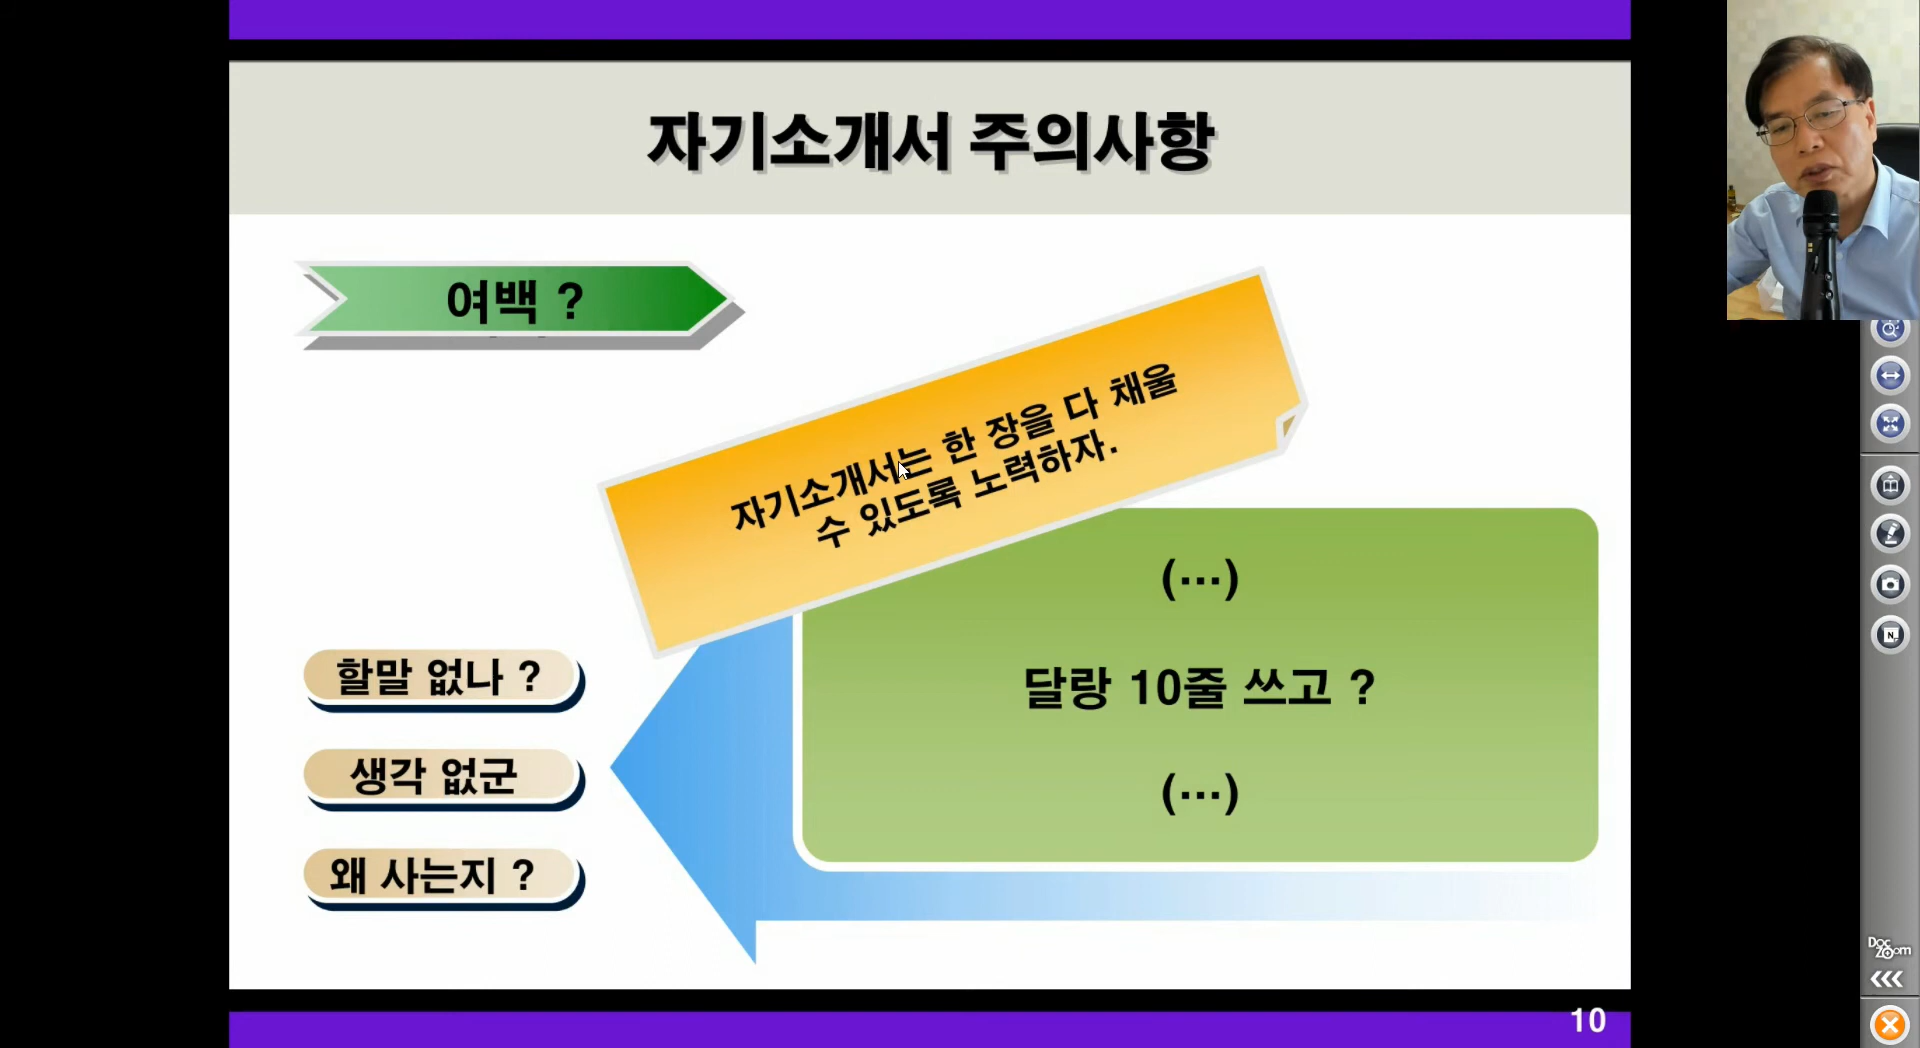 자기소개서 주의사항
여백 ?
자기소개서는 한 장을 다 채울
수 있도록 노력하자.
(…)
달랑 10줄 쓰고 ?
(…)
할말 없나 ?
생각 없군
왜 사는지 ?
10
N
Doc
Zoom